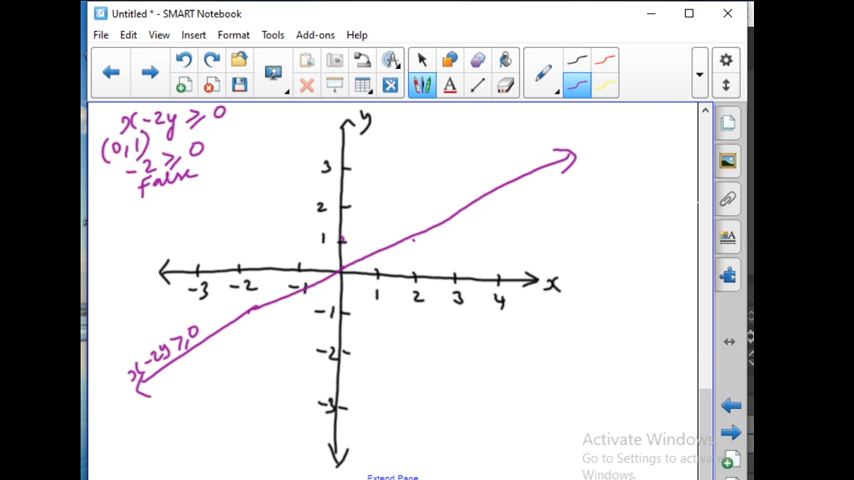 Untitled * - SMART Notebook
File Edit View Insert Format Tools Add-ons Help
x-2y ≥ 0
(0,1)
-2 ≥ 0
False
y
3
2
1
-3 -2 -1 1 2 3 4 x
-1
-2
-3
x-2y ≥ 0
Activate Windows
Go to Settings to activa
Windows.
Extend Page